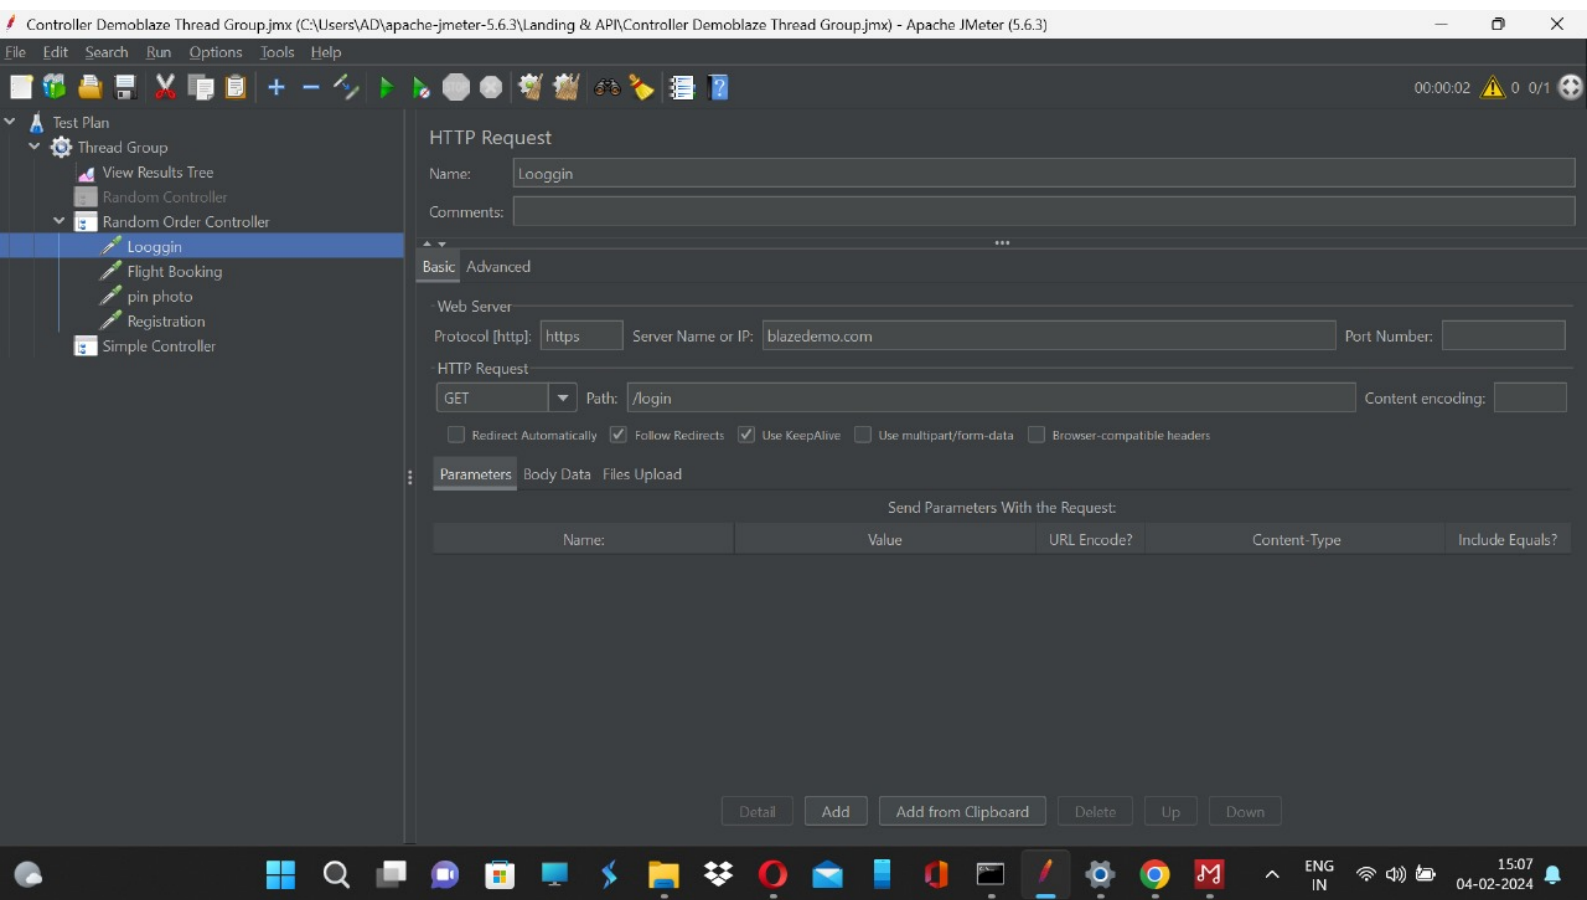 Controller Demoblaze Thread Group.jmx (C:\Users\AD\apache-jmeter-5.6.3\Landing & API\Controller Demoblaze Thread Group.jmx) - Apache JMeter (5.6.3)
File Edit Search Run Options Tools Help
STOP 00:00:02 0 0/1
Test Plan
Thread Group
View Results Tree
Random Controller
Random Order Controller
Looggin
Flight Booking
pin photo
Registration
Simple Controller
HTTP Request
Name: Looggin
Comments:
Basic Advanced
Web Server
Protocol [http]: https Server Name or IP: blazedemo.com Port Number:
HTTP Request
GET Path: /login Content encoding:
Redirect Automatically Follow Redirects Use KeepAlive Use multipart/form-data Browser-compatible headers
Parameters Body Data Files Upload
Send Parameters With the Request:
Name: Value URL Encode? Content-Type Include Equals?
Detail Add Add from Clipboard Delete Up Down
ENG 15:07
IN 04-02-2024